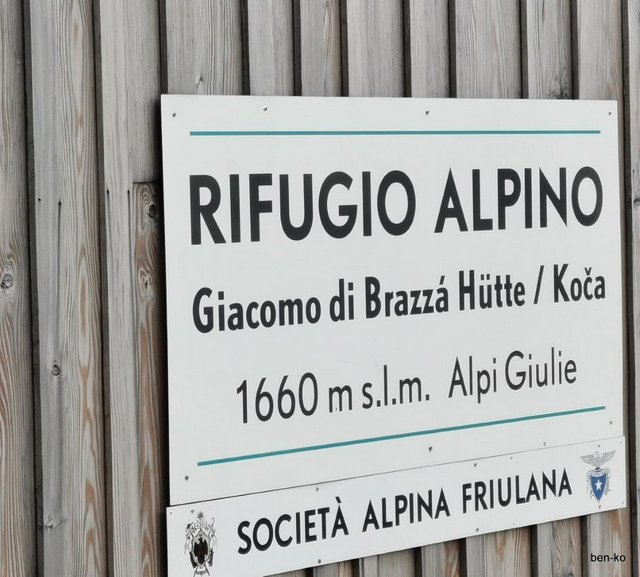 RIFUGIO ALPINO
Giacomo di Brazzá Hütte / Koča
1660 m s.l.m. Alpi Giulie
SOCIETÀ ALPINA FRIULANA
ben-ko